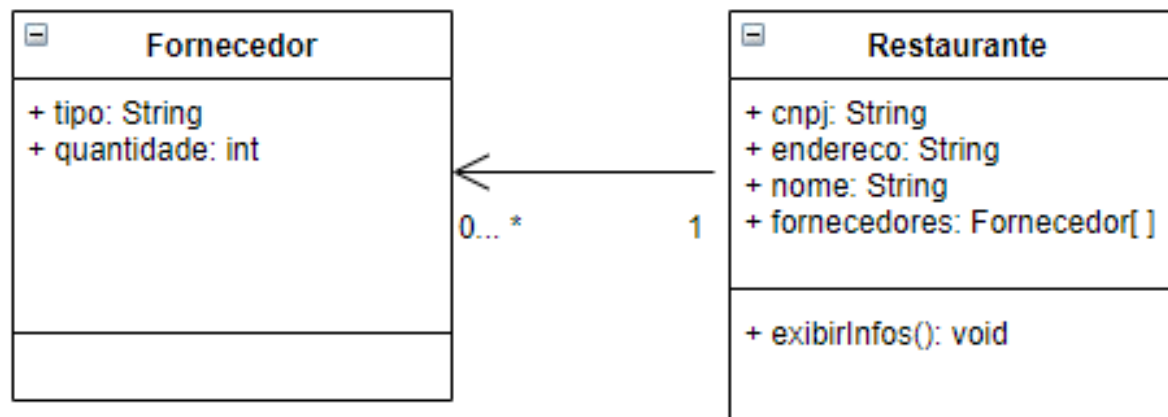 Fornecedor
+ tipo: String
+ quantidade: int
0... *
1
Restaurante
+ cnpj: String
+ endereco: String
+ nome: String
+ fornecedores: Fornecedor[ ]
+ exibirInfos(): void